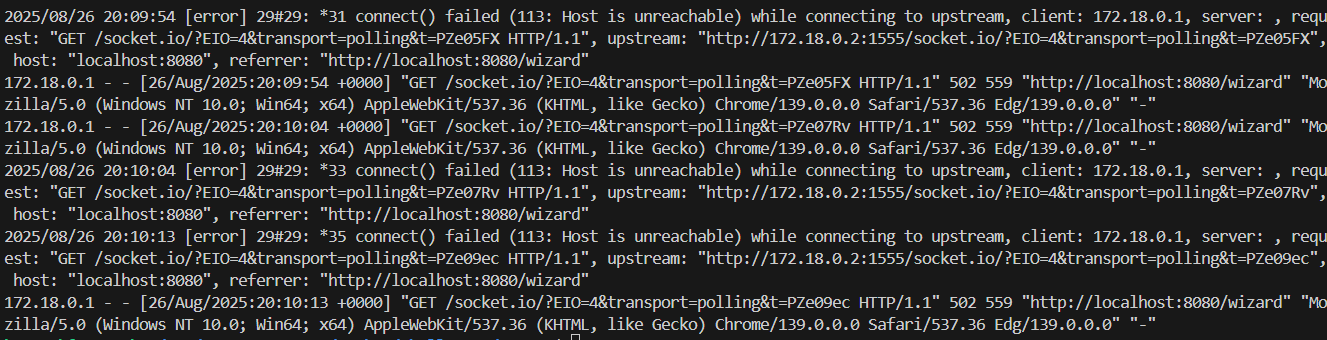 2025/08/26 20:09:54 [error] 29#29: *31 connect() failed (113: Host is unreachable) while connecting to upstream, client: 172.18.0.1, server: , requ
est: "GET /socket.io/?EIO=4&transport=polling&t=PZe05FX HTTP/1.1", upstream: "http://172.18.0.2:1555/socket.io/?EIO=4&transport=polling&t=PZe05FX",
 host: "localhost:8080", referrer: "http://localhost:8080/wizard"
172.18.0.1 - - [26/Aug/2025:20:09:54 +0000] "GET /socket.io/?EIO=4&transport=polling&t=PZe05FX HTTP/1.1" 502 559 "http://localhost:8080/wizard" "Mo
zilla/5.0 (Windows NT 10.0; Win64; x64) AppleWebKit/537.36 (KHTML, like Gecko) Chrome/139.0.0.0 Safari/537.36 Edg/139.0.0.0" "-"
172.18.0.1 - - [26/Aug/2025:20:10:04 +0000] "GET /socket.io/?EIO=4&transport=polling&t=PZe07Rv HTTP/1.1" 502 559 "http://localhost:8080/wizard" "Mo
zilla/5.0 (Windows NT 10.0; Win64; x64) AppleWebKit/537.36 (KHTML, like Gecko) Chrome/139.0.0.0 Safari/537.36 Edg/139.0.0.0" "-"
2025/08/26 20:10:04 [error] 29#29: *33 connect() failed (113: Host is unreachable) while connecting to upstream, client: 172.18.0.1, server: , requ
est: "GET /socket.io/?EIO=4&transport=polling&t=PZe07Rv HTTP/1.1", upstream: "http://172.18.0.2:1555/socket.io/?EIO=4&transport=polling&t=PZe07Rv",
 host: "localhost:8080", referrer: "http://localhost:8080/wizard"
2025/08/26 20:10:13 [error] 29#29: *35 connect() failed (113: Host is unreachable) while connecting to upstream, client: 172.18.0.1, server: , requ
est: "GET /socket.io/?EIO=4&transport=polling&t=PZe09ec HTTP/1.1", upstream: "http://172.18.0.2:1555/socket.io/?EIO=4&transport=polling&t=PZe09ec",
 host: "localhost:8080", referrer: "http://localhost:8080/wizard"
172.18.0.1 - - [26/Aug/2025:20:10:13 +0000] "GET /socket.io/?EIO=4&transport=polling&t=PZe09ec HTTP/1.1" 502 559 "http://localhost:8080/wizard" "Mo
zilla/5.0 (Windows NT 10.0; Win64; x64) AppleWebKit/537.36 (KHTML, like Gecko) Chrome/139.0.0.0 Safari/537.36 Edg/139.0.0.0" "-"